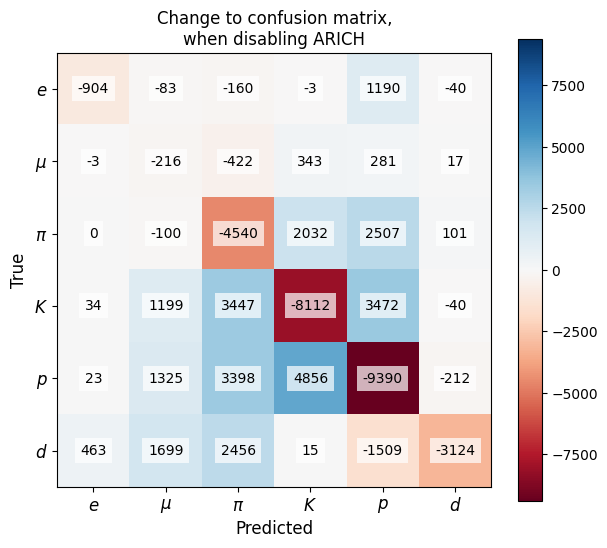 Change to confusion matrix,
when disabling ARICH
e -904 -83 -160 -3 1190 -40
μ -3 -216 -422 343 281 17
π 0 -100 -4540 2032 2507 101
K 34 1199 3447 -8112 3472 -40
p 23 1325 3398 4856 -9390 -212
d 463 1699 2456 15 -1509 -3124
e μ π K p d
Predicted
True
7500
5000
2500
0
−2500
−5000
−7500